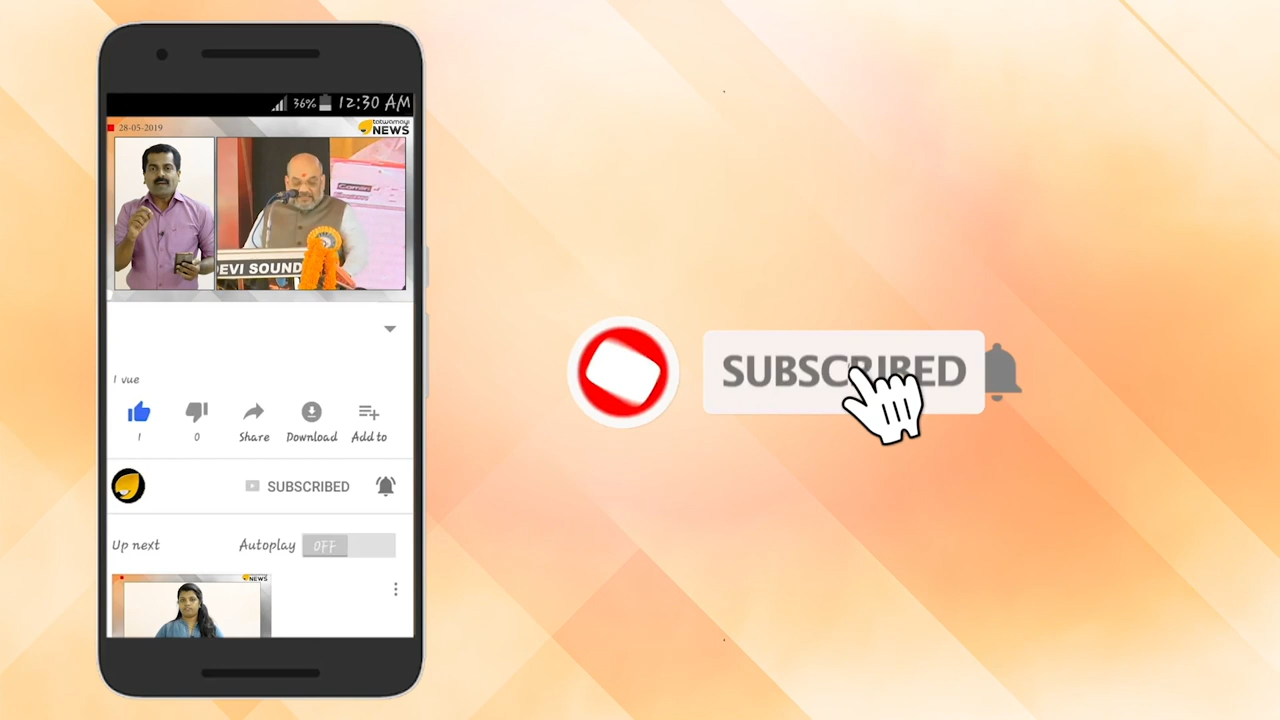 36% 12:30 AM
28-05-2019
tatwamayi
NEWS
DEVI SOUND
1 vue
1 0 Share Download Add to
SUBSCRIBED
Up next Autoplay OFF
NEWS
SUBSCRIBED